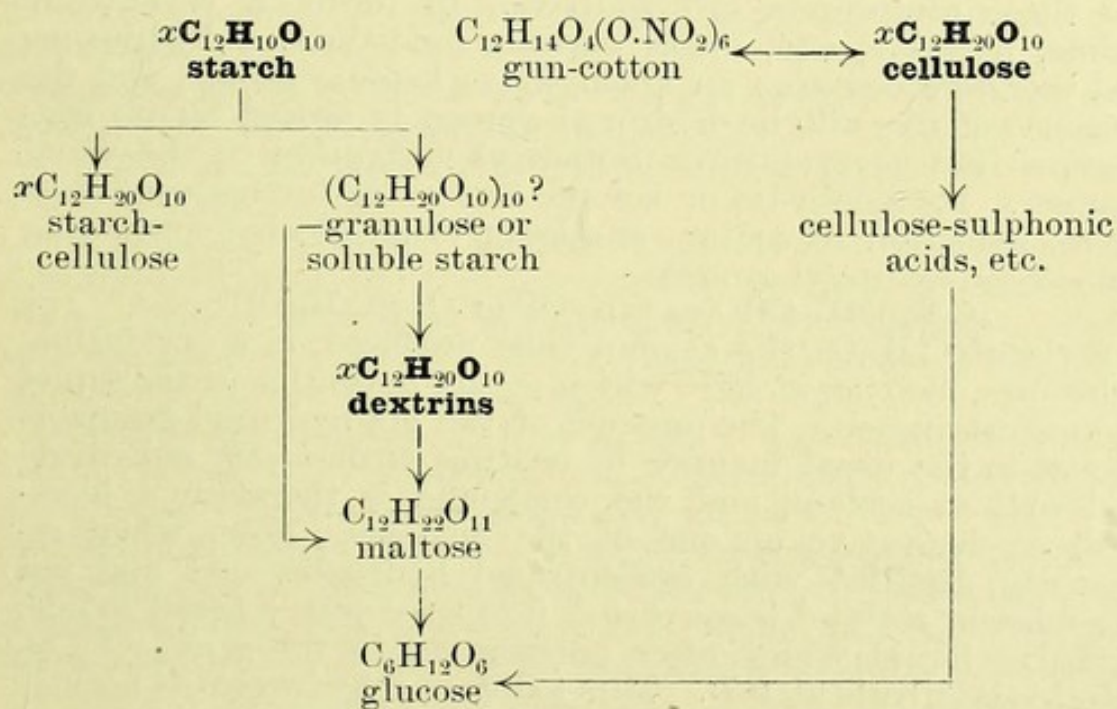 xC₁₂H₁₀O₁₀ C₁₂H₁₄O₄(O.NO₂)₆ xC₁₂H₂₀O₁₀
starch gun-cotton cellulose
xC₁₂H₂₀O₁₀ (C₁₂H₂₀O₁₀)₁₀?
starch- —granulose or cellulose-sulphonic
cellulose soluble starch acids, etc.
xC₁₂H₂₀O₁₀
dextrins
C₁₂H₂₂O₁₁
maltose
C₆H₁₂O₆
glucose